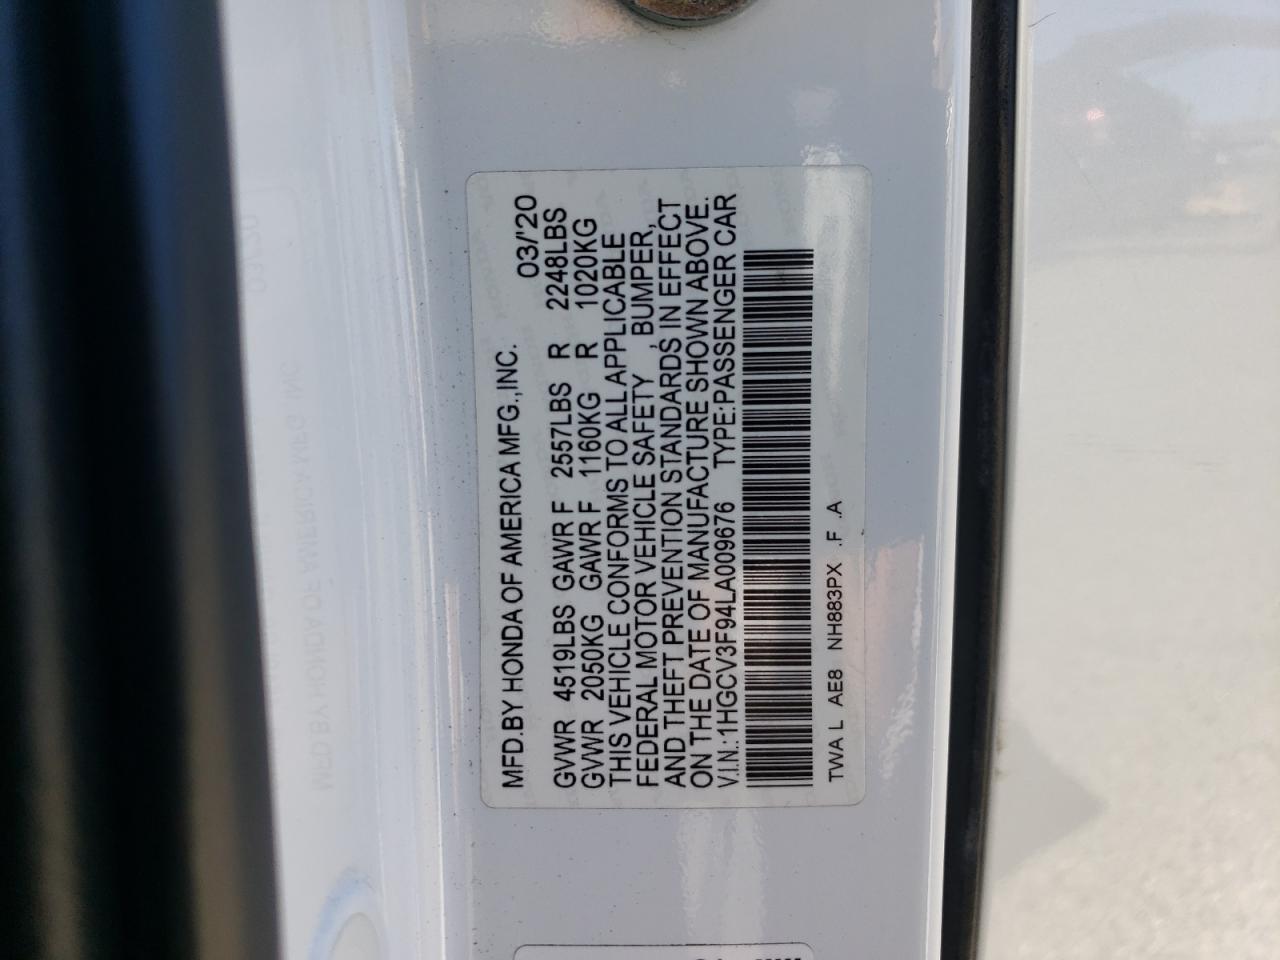 MFD.BY HONDA OF AMERICA MFG.,INC. 03/'20
GVWR 4519LBS GAWR F 2557LBS R 2248LBS
GVWR 2050KG GAWR F 1160KG R 1020KG
THIS VEHICLE CONFORMS TO ALL APPLICABLE
FEDERAL MOTOR VEHICLE SAFETY , BUMPER,
AND THEFT PREVENTION STANDARDS IN EFFECT
ON THE DATE OF MANUFACTURE SHOWN ABOVE.
V.I.N.:1HGCV3F94LA009676 TYPE:PASSENGER CAR
TWA L AE8 NH883PX .F .A